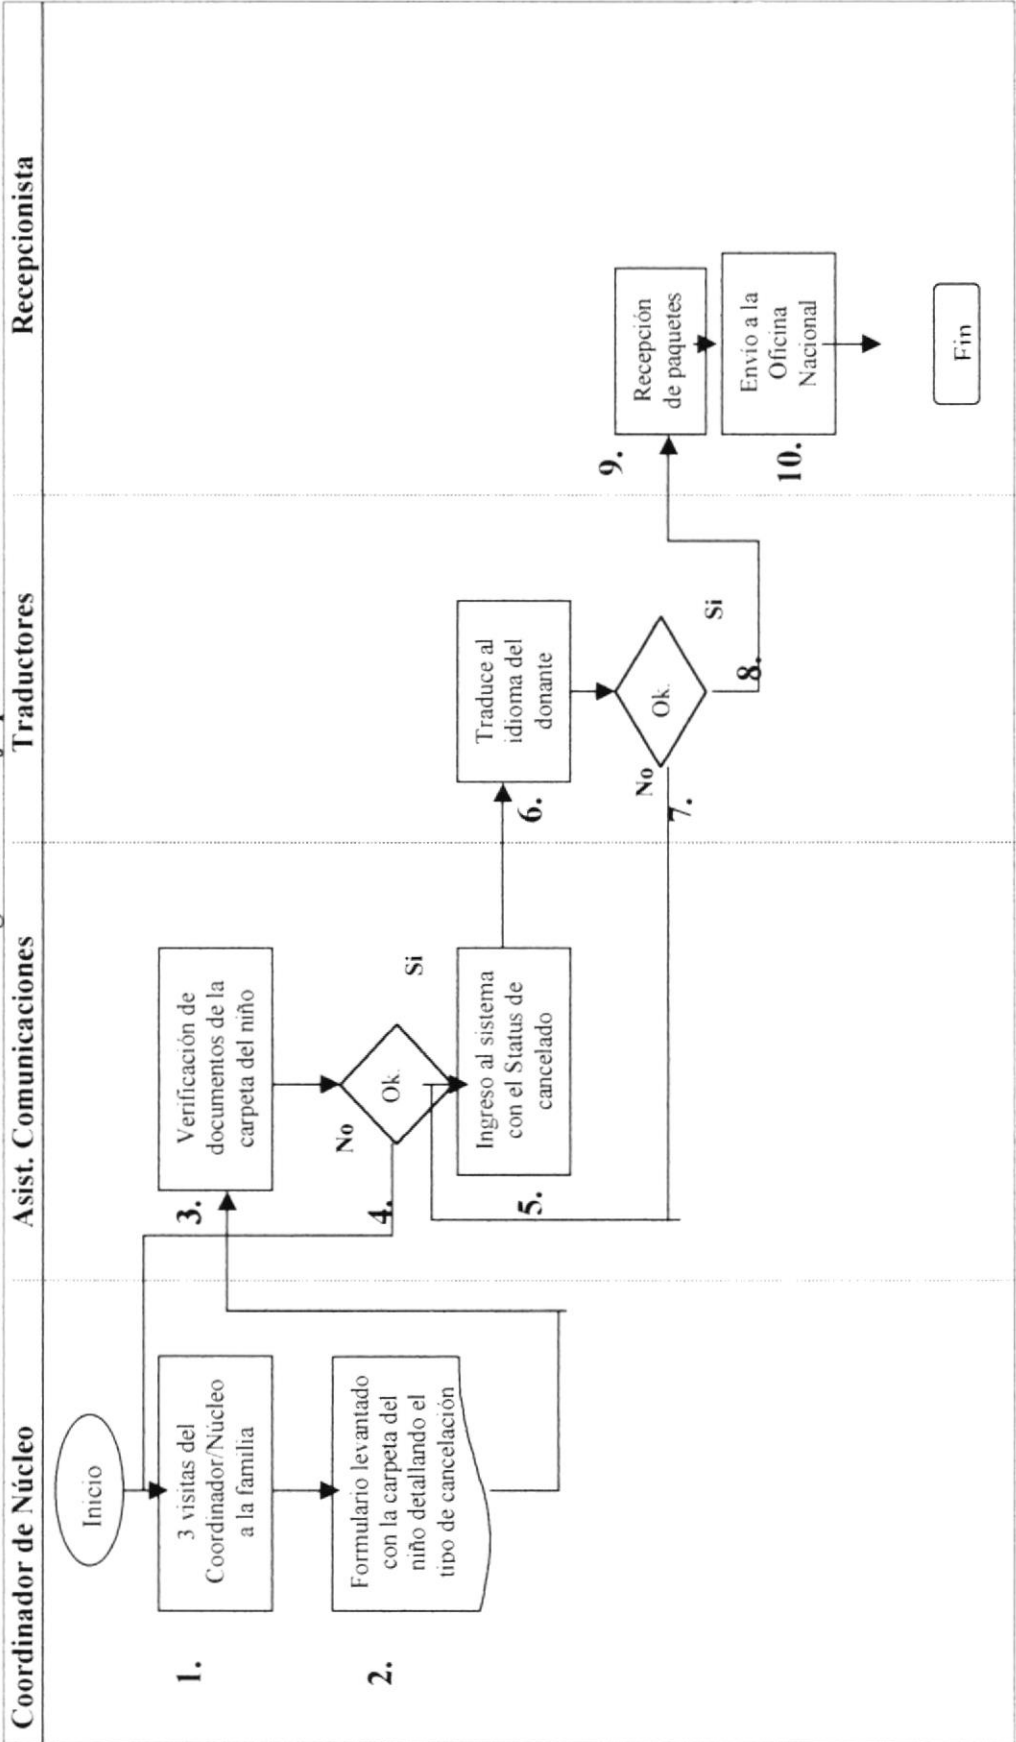 Coordinador de Núcleo
Asist. Comunicaciones
Traductores
Recepcionista
Inicio
1.
3 visitas del
Coordinador/Núcleo
a la familia
2.
Formulario levantado
con la carpeta del
niño detallando el
tipo de cancelación
3.
Verificación de
documentos de la
carpeta del niño
No
Ok.
Si
4.
5.
Ingreso al sistema
con el Status de
cancelado
6.
Traduce al
idioma del
donante
No
Ok.
Si
7.
8.
9.
Recepción
de paquetes
10.
Envio a la
Oficina
Nacional
Fin